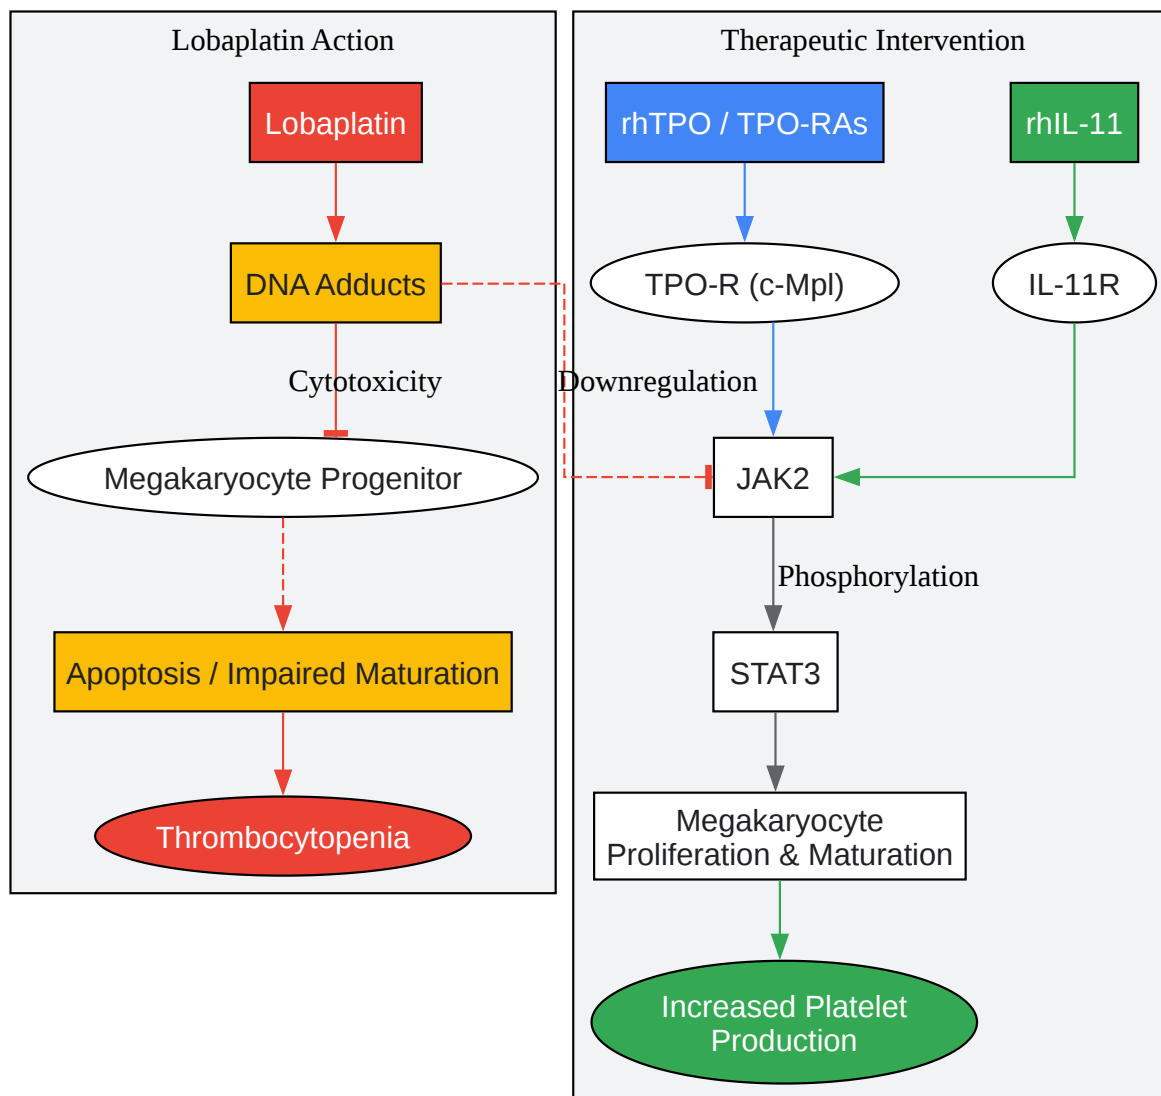 Lobaplatin Action
Lobaplatin
DNA Adducts
Cytotoxicity
Megakaryocyte Progenitor
Apoptosis / Impaired Maturation
Thrombocytopenia
Therapeutic Intervention
rhTPO / TPO-RAs
rhIL-11
TPO-R (c-Mpl)
IL-11R
Downregulation
JAK2
Phosphorylation
STAT3
Megakaryocyte
Proliferation & Maturation
Increased Platelet
Production